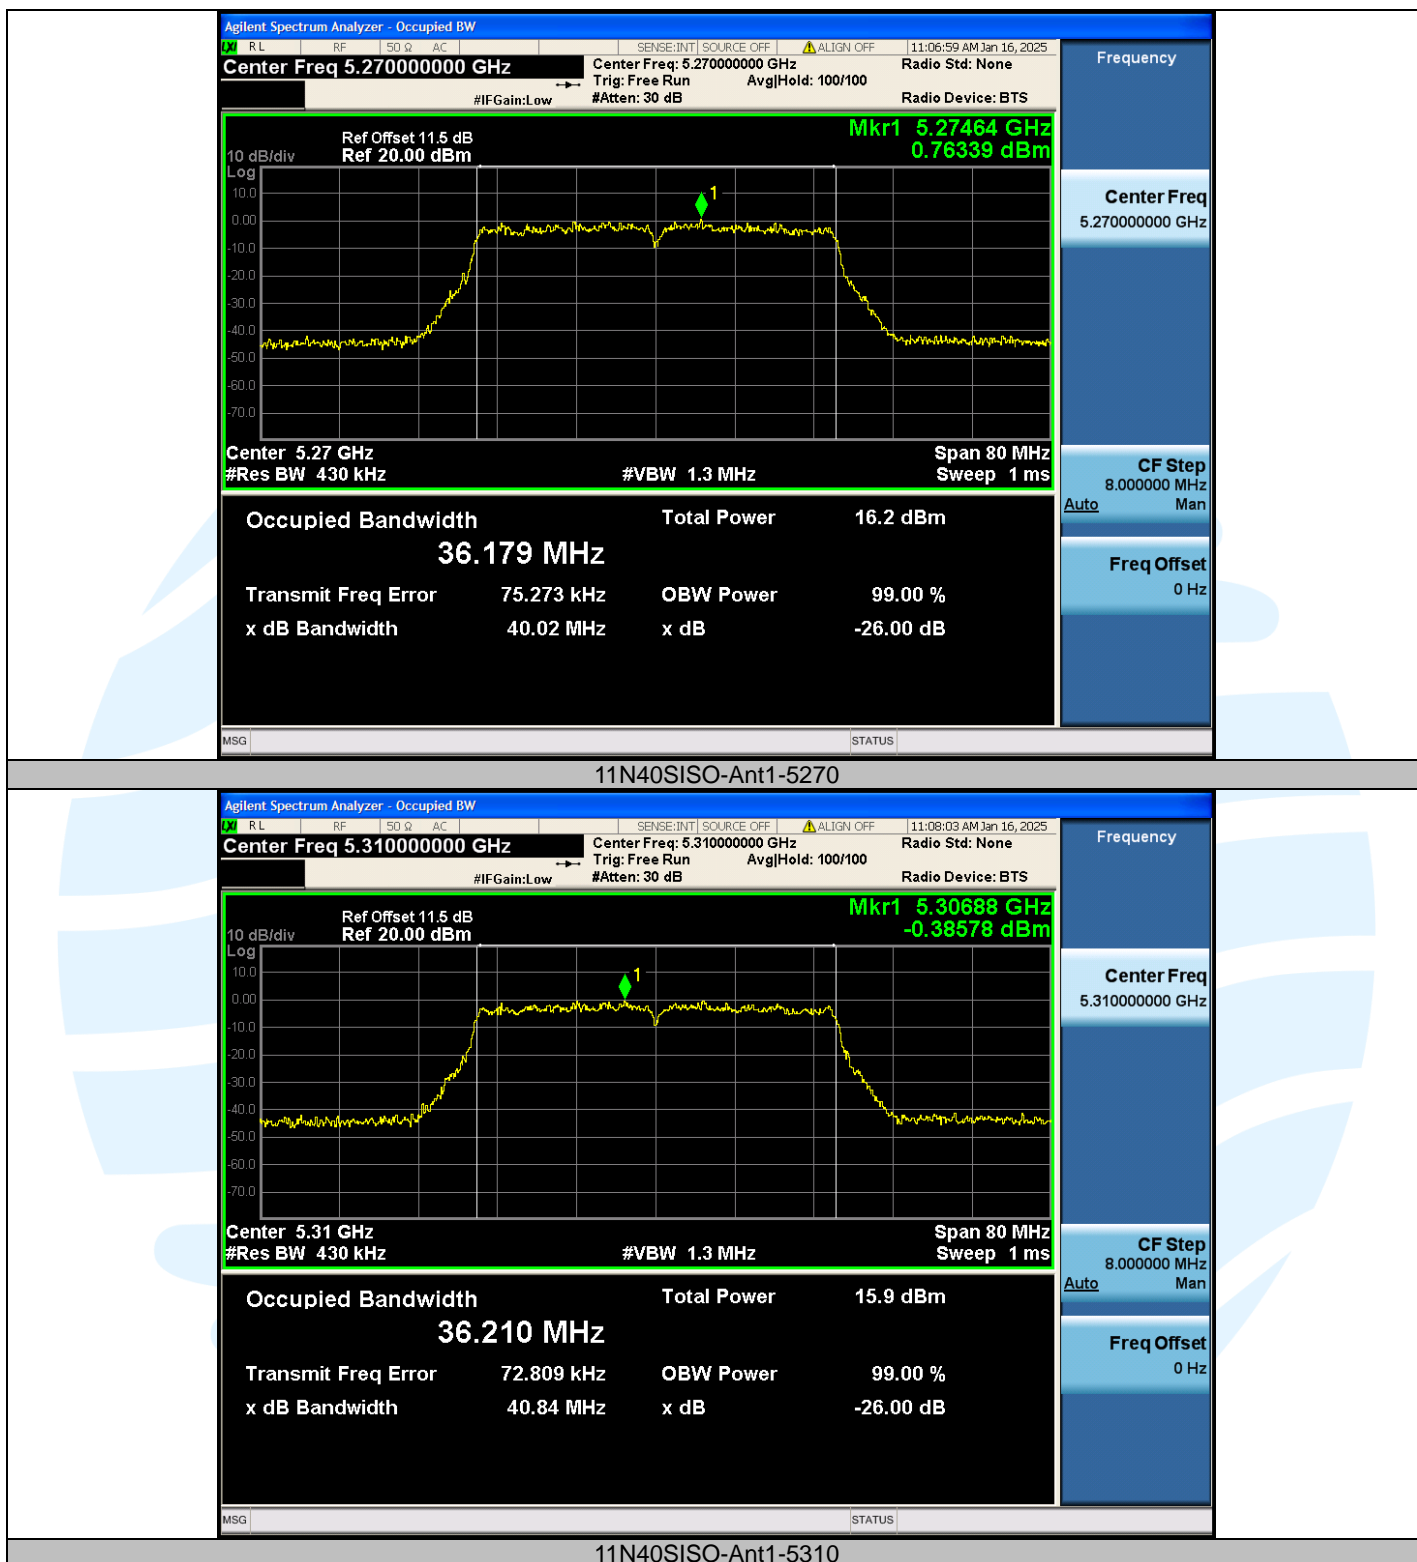 Agilent Spectrum Analyzer - Occupied BW
LXI RL RF 50 Ω AC SENSE:INT SOURCE OFF ALIGN OFF 11:06:59 AM Jan 16, 2025
Center Freq 5.270000000 GHz
Center Freq: 5.270000000 GHz
Radio Std: None
Trig: Free Run Avg|Hold: 100/100
#IFGain:Low
#Atten: 30 dB
Radio Device: BTS
Mkr1 5.27464 GHz
0.76339 dBm
Ref Offset 11.5 dB
10 dB/div Ref 20.00 dBm
Log
10.0
0.00
-10.0
-20.0
-30.0
-40.0
-50.0
-60.0
-70.0
1
Center 5.27 GHz Span 80 MHz
#Res BW 430 kHz #VBW 1.3 MHz Sweep 1 ms
Occupied Bandwidth Total Power 16.2 dBm
36.179 MHz
Transmit Freq Error 75.273 kHz OBW Power 99.00 %
x dB Bandwidth 40.02 MHz x dB -26.00 dB
MSG STATUS
Frequency
Center Freq
5.270000000 GHz
CF Step
8.000000 MHz
Auto Man
Freq Offset
0 Hz
11N40SISO-Ant1-5270
Agilent Spectrum Analyzer - Occupied BW
LXI RL RF 50 Ω AC SENSE:INT SOURCE OFF ALIGN OFF 11:08:03 AM Jan 16, 2025
Center Freq 5.310000000 GHz
Center Freq: 5.310000000 GHz
Radio Std: None
Trig: Free Run Avg|Hold: 100/100
#IFGain:Low
#Atten: 30 dB
Radio Device: BTS
Mkr1 5.30688 GHz
-0.38578 dBm
Ref Offset 11.5 dB
10 dB/div Ref 20.00 dBm
Log
10.0
0.00
-10.0
-20.0
-30.0
-40.0
-50.0
-60.0
-70.0
1
Center 5.31 GHz Span 80 MHz
#Res BW 430 kHz #VBW 1.3 MHz Sweep 1 ms
Occupied Bandwidth Total Power 15.9 dBm
36.210 MHz
Transmit Freq Error 72.809 kHz OBW Power 99.00 %
x dB Bandwidth 40.84 MHz x dB -26.00 dB
MSG STATUS
Frequency
Center Freq
5.310000000 GHz
CF Step
8.000000 MHz
Auto Man
Freq Offset
0 Hz
11N40SISO-Ant1-5310